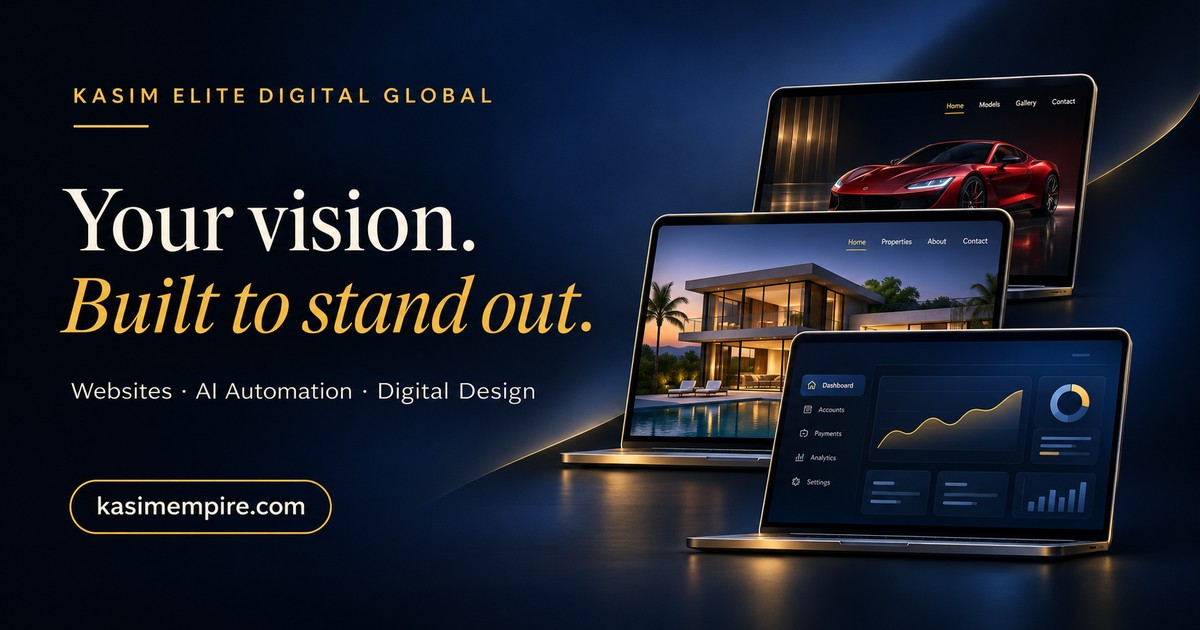 KASIM ELITE DIGITAL GLOBAL
Your vision.
Built to stand out.
Websites · AI Automation · Digital Design
kasimempire.com
Home Models Gallery Contact
Home Properties About Contact
Dashboard
Accounts
Payments
Analytics
Settings